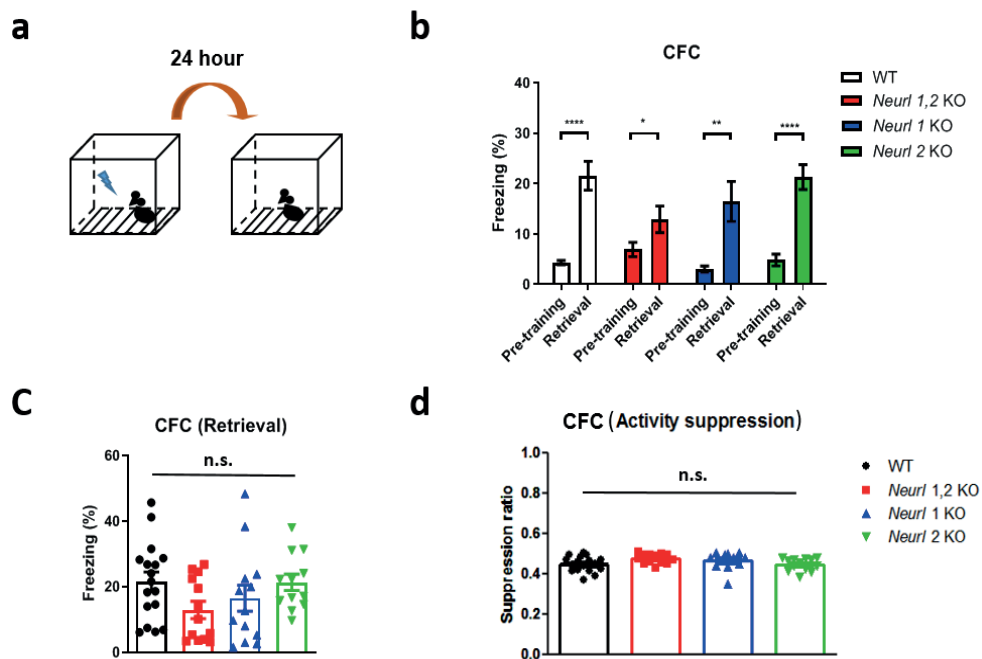 a
24 hour
b
CFC
Freezing (%)
40
30
20
10
0
****
*
**
****
Pre-training
Retrieval
Pre-training
Retrieval
Pre-training
Retrieval
Pre-training
Retrieval
WT
Neurl 1,2 KO
Neurl 1 KO
Neurl 2 KO
C
CFC (Retrieval)
Freezing (%)
60
40
20
0
n.s.
d
CFC (Activity suppression)
Suppression ratio
1.0
0.8
0.6
0.4
0.2
0.0
n.s.
WT
Neurl 1,2 KO
Neurl 1 KO
Neurl 2 KO